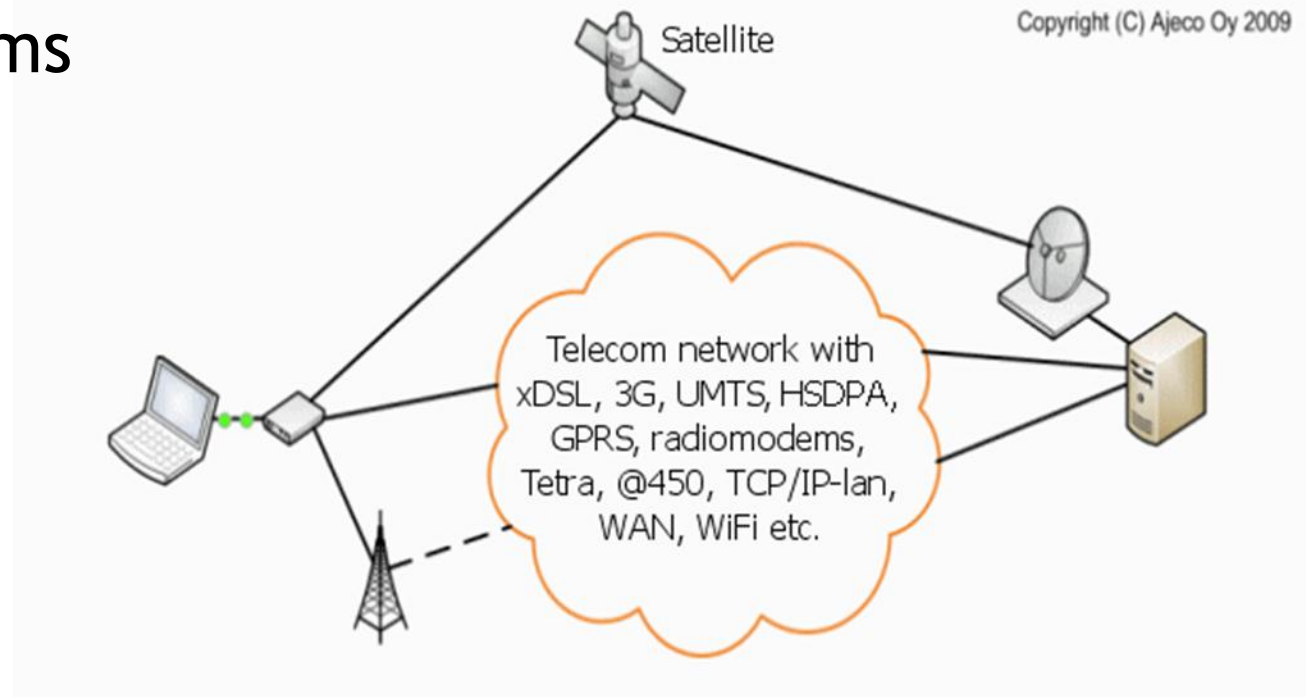 ms
Copyright (C) Ajeco Oy 2009
Satellite
Telecom network with
xDSL, 3G, UMTS, HSDPA,
GPRS, radiomodems,
Tetra, @450, TCP/IP-lan,
WAN, WiFi etc.